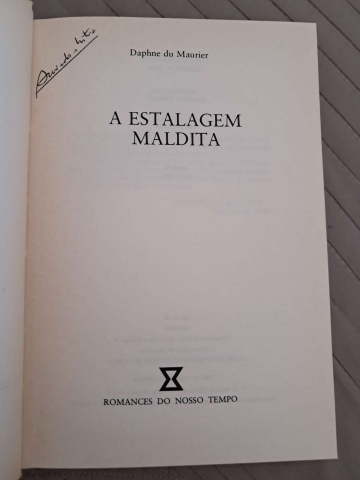 Daphne du Maurier
A ESTALAGEM
MALDITA
ROMANCES DO NOSSO TEMPO